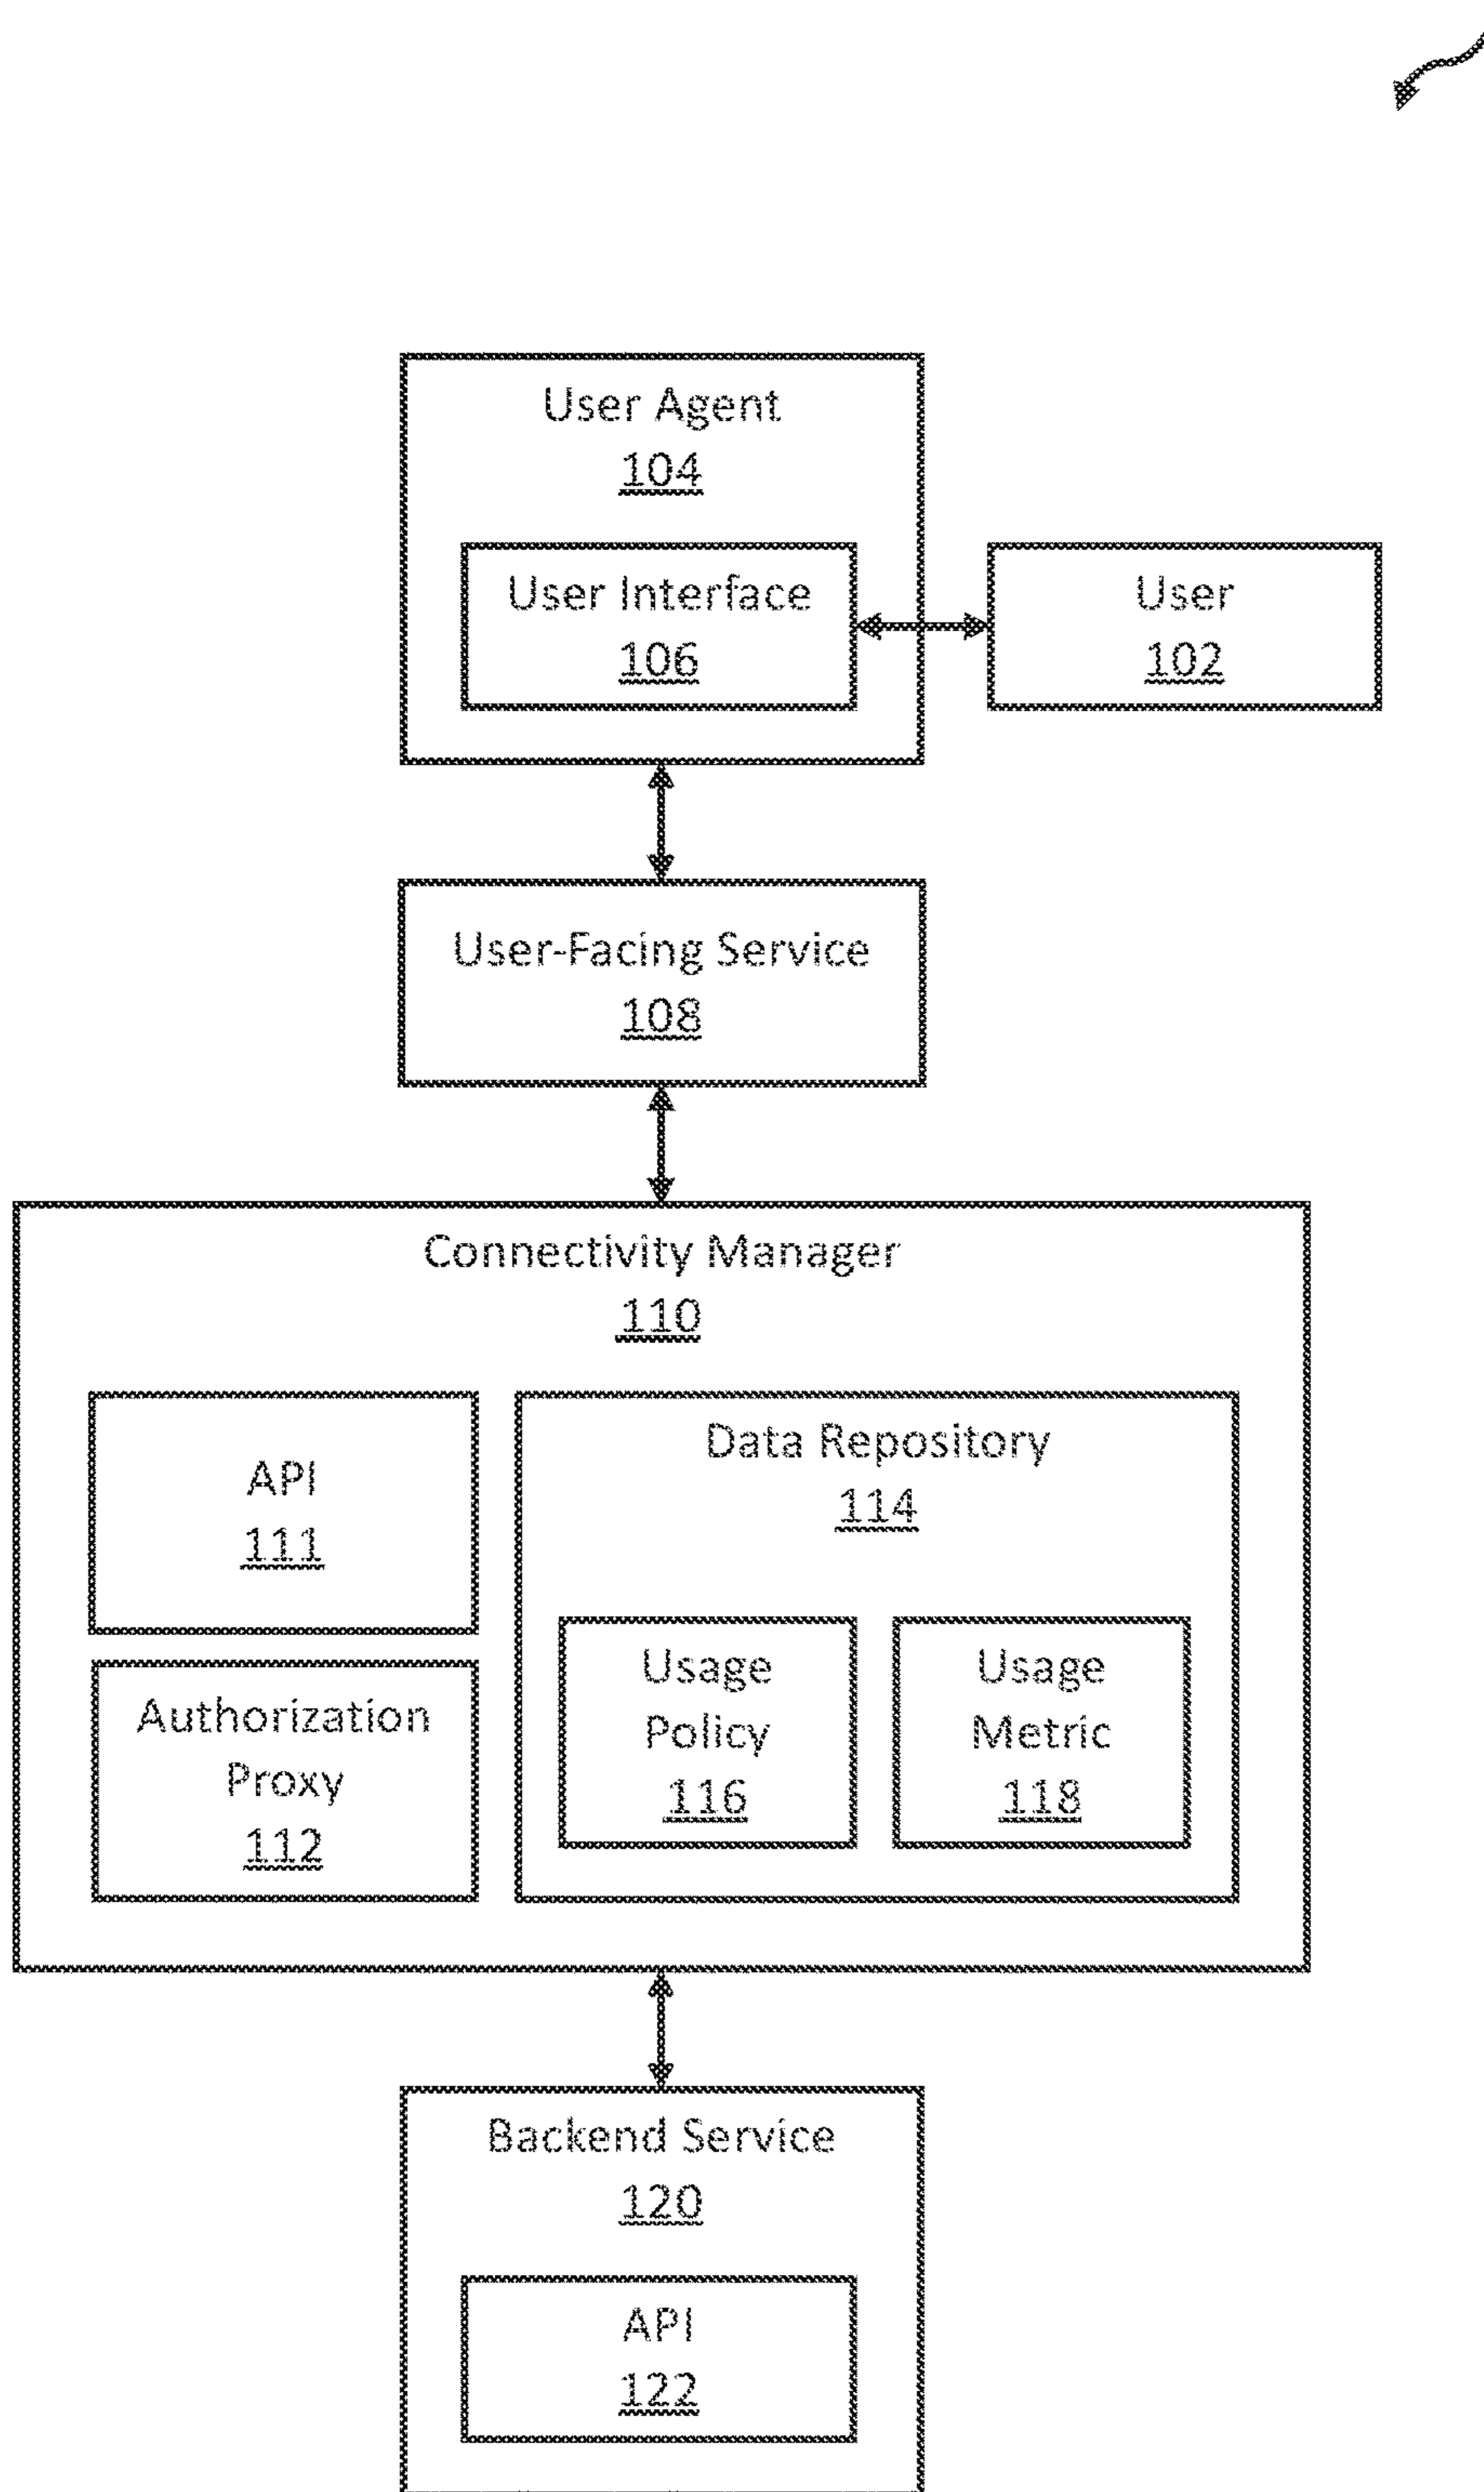 User Agent
104
User Interface
106
User
102
User-Facing Service
108
Connectivity Manager
110
API
111
Data Repository
114
Authorization
Proxy
112
Usage
Policy
116
Usage
Metric
118
Backend Service
120
API
122